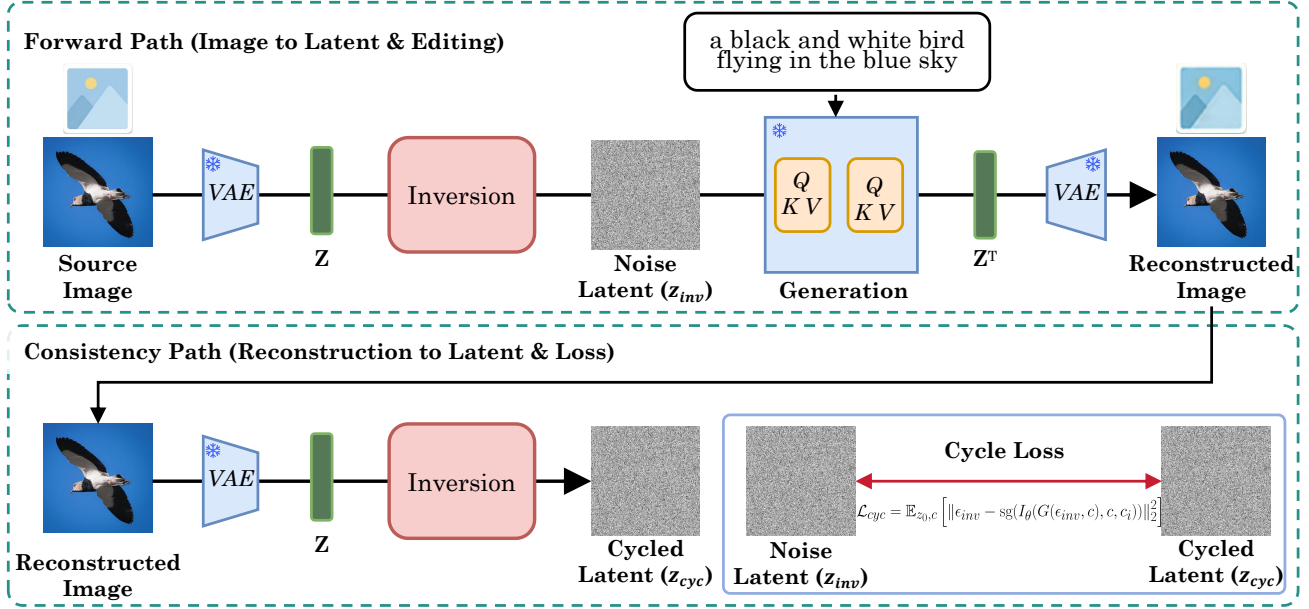 Forward Path (Image to Latent & Editing)
a black and white bird
flying in the blue sky
VAE
Z
Inversion
Q
K V
Q
K V
Zᵀ
VAE
Source
Image
Noise
Latent (z_inv)
Generation
Reconstructed
Image
Consistency Path (Reconstruction to Latent & Loss)
VAE
Z
Inversion
Reconstructed
Image
Cycled
Latent (z_cyc)
Cycle Loss
ℒ_cyc = 𝔼_{z₀,c} [‖ϵ_inv − sg(I_θ(G(ϵ_inv, c), c, c_i))‖₂²]
Noise
Latent (z_inv)
Cycled
Latent (z_cyc)